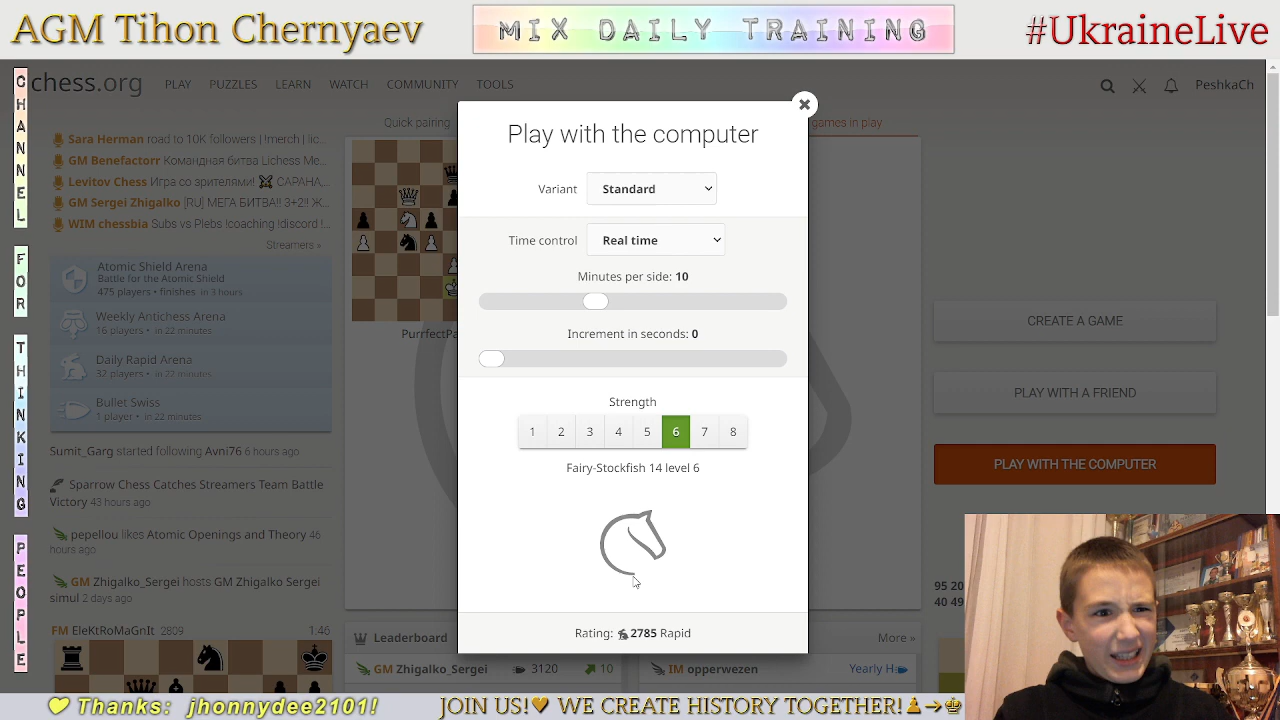 AGM Tihon Chernyaev
MIX DAILY TRAINING
#UkraineLive
CHANNEL
FOR
THINKING
PEOPLE
chess.org
PLAY
PUZZLES
LEARN
WATCH
COMMUNITY
TOOLS
PeshkaCh
Sara Herman road to 10K followers | !merch | lic...
GM Benefactorr Командная битва Lichess Me...
Levitov Chess Игра со зрителями! ⚔ САРАНА,...
GM Sergei Zhigalko [RU] МЕГА БИТВА!! 3+2!! Ж...
WIM chessbia Subs vs Plebs !coaching !discord !...
Streamers »
Atomic Shield Arena
Battle for the Atomic Shield
475 players • finishes in 3 hours
Weekly Antichess Arena
16 players • in 22 minutes
Daily Rapid Arena
32 players • in 22 minutes
Bullet Swiss
1 player • in 22 minutes
Sumit_Garg started following Avni76 6 hours ago
Sparrow Chess Catches Streamers Team Battle
Victory 43 hours ago
pepellou likes Atomic Openings and Theory 46
hours ago
GM Zhigalko_Sergei hosts GM Zhigalko Sergei
simul 2 days ago
FM EleKtRoMaGnIt 2809
1:46
Quick pairing
games in play
PurrfectPa
Play with the computer
Variant
Standard
Time control
Real time
Minutes per side: 10
Increment in seconds: 0
Strength
1 2 3 4 5 6 7 8
Fairy-Stockfish 14 level 6
Rating: 2785 Rapid
CREATE A GAME
PLAY WITH A FRIEND
PLAY WITH THE COMPUTER
95 20
40 49
Leaderboard
More »
GM Zhigalko_Sergei
3120
10
IM opperwezen
Yearly H
Thanks: jhonnydee2101!
JOIN US!♥ WE CREATE HISTORY TOGETHER!♟→♔